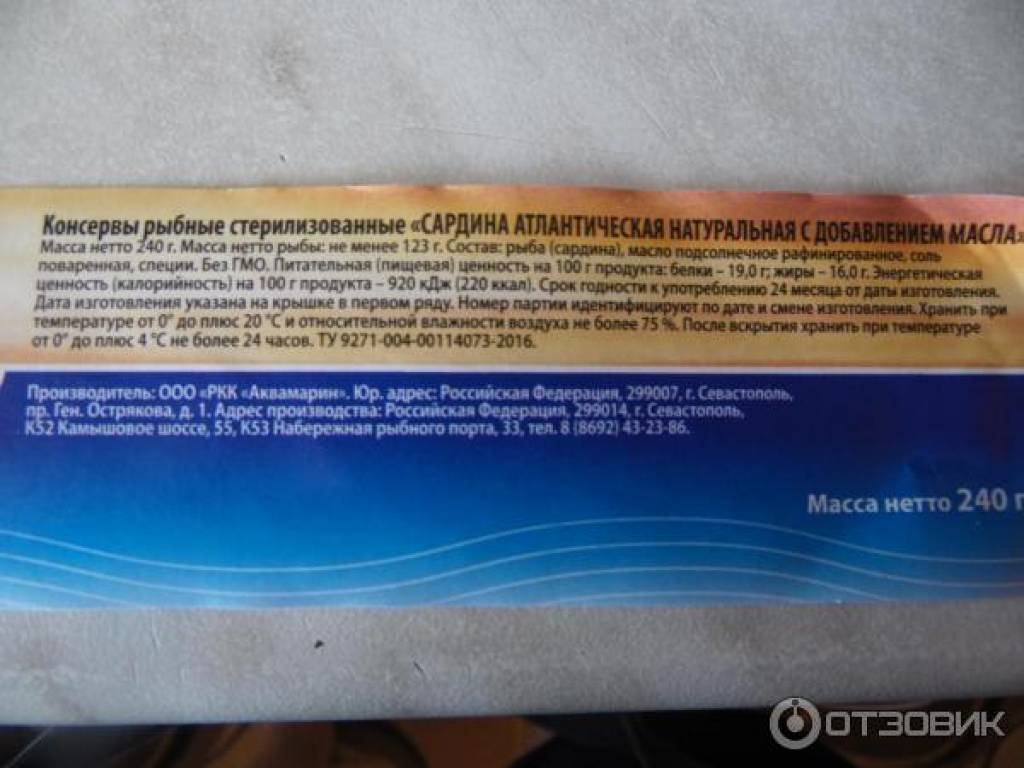 Консервы рыбные стерилизованные «САРДИНА АТЛАНТИЧЕСКАЯ НАТУРАЛЬНАЯ С ДОБАВЛЕНИЕМ МАСЛА»
Масса нетто 240 г. Масса нетто рыбы: не менее 123 г. Состав: рыба (сардина), масло подсолнечное рафинированное, соль
поваренная, специи. Без ГМО. Питательная (пищевая) ценность на 100 г продукта: белки – 19,0 г; жиры – 16,0 г. Энергетическая
ценность (калорийность) на 100 г продукта – 920 кДж (220 ккал). Срок годности к употреблению 24 месяца от даты изготовления.
Дата изготовления указана на крышке в первом ряду. Номер партии идентифицируют по дате и смене изготовления. Хранить при
температуре от 0° до плюс 20 °С и относительной влажности воздуха не более 75 %. После вскрытия хранить при температуре
от 0° до плюс 4 °С не более 24 часов. ТУ 9271-004-00114073-2016.
Производитель: ООО «РКК «Аквамарин». Юр. адрес: Российская Федерация, 299007, г. Севастополь,
пр. Ген. Острякова, д. 1. Адрес производства: Российская Федерация, 299014, г. Севастополь,
К52 Камышовое шоссе, 55, К53 Набережная рыбного порта, 33, тел. 8 (8692) 43-23-86.
Масса нетто 240 г
ОТЗОВИК